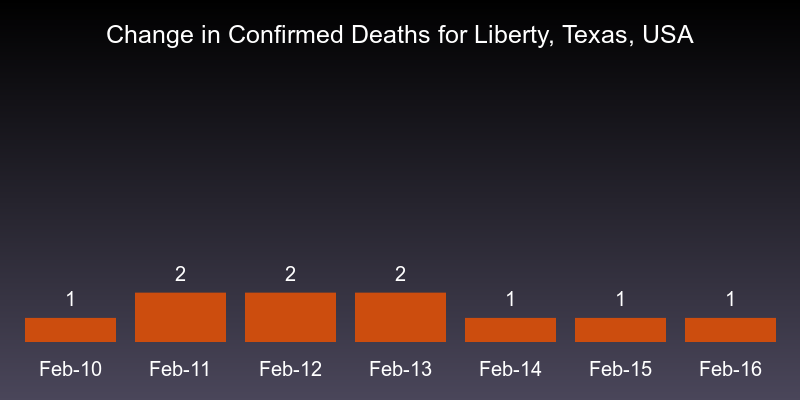 Change in Confirmed Deaths for Liberty, Texas, USA
1 2 2 2 1 1 1
Feb-10 Feb-11 Feb-12 Feb-13 Feb-14 Feb-15 Feb-16